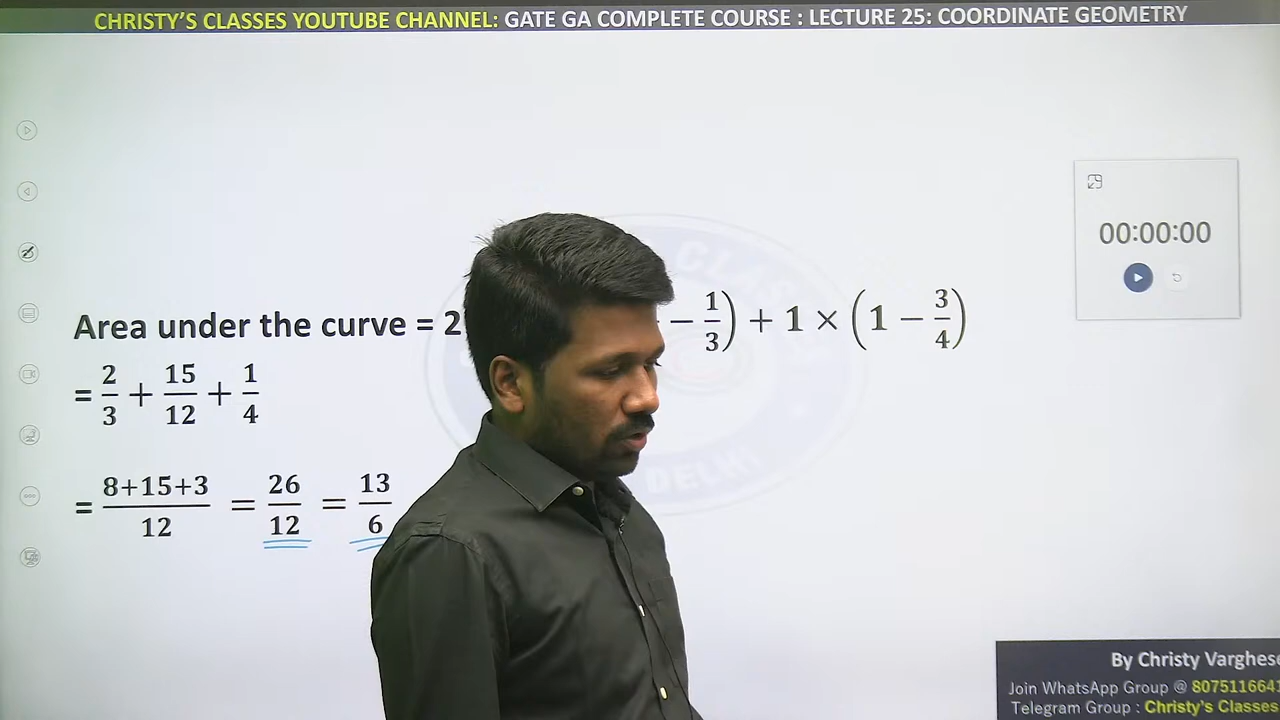 CHRISTY'S CLASSES YOUTUBE CHANNEL: GATE GA COMPLETE COURSE : LECTURE 25: COORDINATE GEOMETRY
00:00:00
Area under the curve = 2 − 1/3) + 1 × (1 − 3/4)
= 2/3 + 15/12 + 1/4
= 8+15+3/12 = 26/12 = 13/6
DELHI
By Christy Varghese
Join WhatsApp Group @ 8075116641
Telegram Group : Christy's Classes